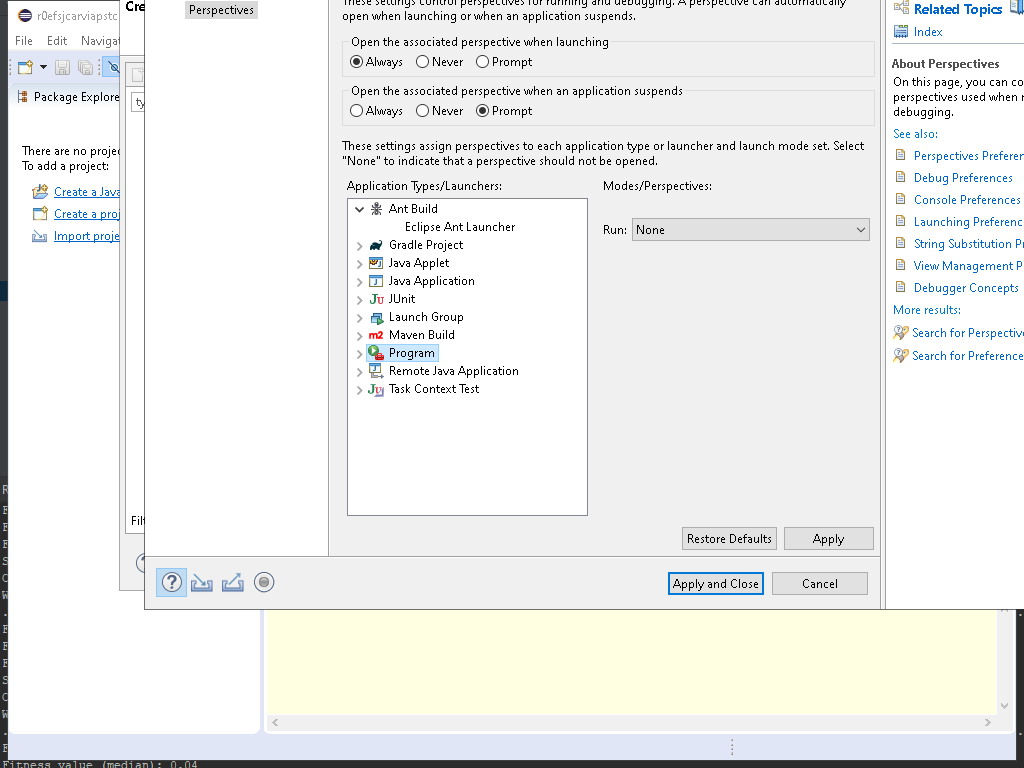 r0efsjcarviapstc
File Edit Navigat
Package Explore
There are no projec
To add a project:
Create a Java
Create a proj
Import proje
Cre
ty
Filt
Perspectives
These settings control perspectives for running and debugging. A perspective can automatically
open when launching or when an application suspends.
Open the associated perspective when launching
Always Never Prompt
Open the associated perspective when an application suspends
Always Never Prompt
These settings assign perspectives to each application type or launcher and launch mode set. Select
"None" to indicate that a perspective should not be opened.
Application Types/Launchers:
Modes/Perspectives:
Ant Build
Eclipse Ant Launcher
Gradle Project
Java Applet
Java Application
JUnit
Launch Group
Maven Build
Program
Remote Java Application
Task Context Test
Run: None
Restore Defaults Apply
Apply and Close Cancel
Related Topics
Index
About Perspectives
On this page, you can co
perspectives used when r
debugging.
See also:
Perspectives Preferen
Debug Preferences
Console Preferences
Launching Preferenc
String Substitution P
View Management P
Debugger Concepts
More results:
Search for Perspective
Search for Preference
Fitness value (median): 0.04